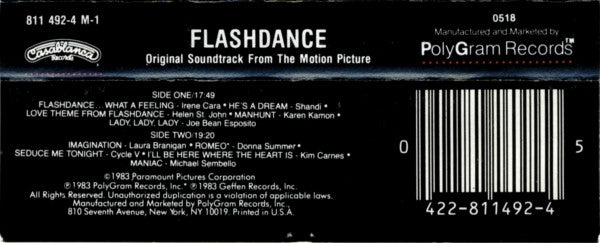 811 492-4 M-1
Casablanca
Records
FLASHDANCE
Original Soundtrack From The Motion Picture
0518
Manufactured and Marketed by
PolyGram Records™
SIDE ONE/17:49
FLASHDANCE...WHAT A FEELING - Irene Cara • HE'S A DREAM - Shandi •
LOVE THEME FROM FLASHDANCE - Helen St. John • MANHUNT - Karen Kamon •
LADY, LADY, LADY - Joe Bean Esposito
SIDE TWO/19:20
IMAGINATION - Laura Branigan • ROMEO* - Donna Summer •
SEDUCE ME TONIGHT - Cycle V • I'LL BE HERE WHERE THE HEART IS - Kim Carnes •
MANIAC - Michael Sembello
©1983 Paramount Pictures Corporation
℗1983 PolyGram Records, Inc. * ℗1983 Geffen Records, Inc.
All Rights Reserved. Unauthorized duplication is a violation of applicable laws.
Manufactured and Marketed by PolyGram Records, Inc.,
810 Seventh Avenue, New York, NY 10019. Printed in U.S.A.
0
5
422-811492-4